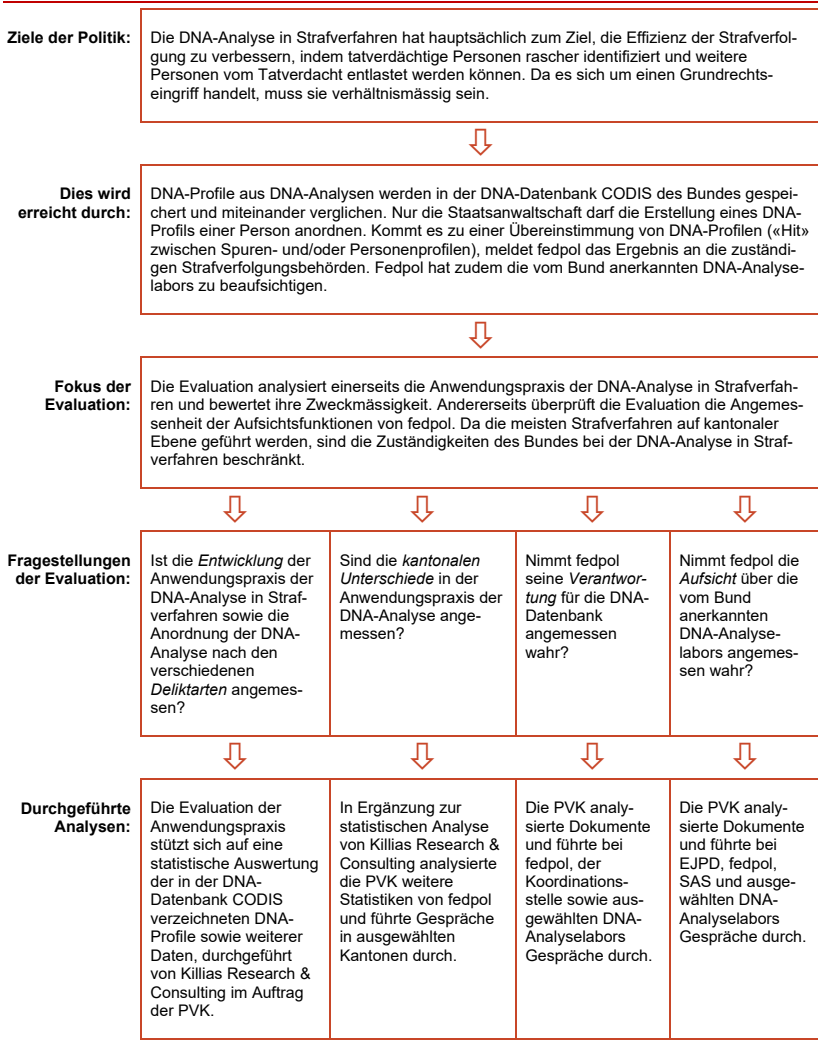 Ziele der Politik:
Die DNA-Analyse in Strafverfahren hat hauptsächlich zum Ziel, die Effizienz der Strafverfol-
gung zu verbessern, indem tatverdächtige Personen rascher identifiziert und weitere
Personen vom Tatverdacht entlastet werden können. Da es sich um einen Grundrechts-
eingriff handelt, muss sie verhältnismässig sein.
Dies wird
erreicht durch:
DNA-Profile aus DNA-Analysen werden in der DNA-Datenbank CODIS des Bundes gespei-
chert und miteinander verglichen. Nur die Staatsanwaltschaft darf die Erstellung eines DNA-
Profils einer Person anordnen. Kommt es zu einer Übereinstimmung von DNA-Profilen («Hit»
zwischen Spuren- und/oder Personenprofilen), meldet fedpol das Ergebnis an die zuständi-
gen Strafverfolgungsbehörden. Fedpol hat zudem die vom Bund anerkannten DNA-Analyse-
labors zu beaufsichtigen.
Fokus der
Evaluation:
Die Evaluation analysiert einerseits die Anwendungspraxis der DNA-Analyse in Strafverfah-
ren und bewertet ihre Zweckmässigkeit. Andererseits überprüft die Evaluation die Angemes-
senheit der Aufsichtsfunktionen von fedpol. Da die meisten Strafverfahren auf kantonaler
Ebene geführt werden, sind die Zuständigkeiten des Bundes bei der DNA-Analyse in Straf-
verfahren beschränkt.
Fragestellungen
der Evaluation:
Ist die Entwicklung der
Anwendungspraxis der
DNA-Analyse in Straf-
verfahren sowie die
Anordnung der DNA-
Analyse nach den
verschiedenen
Deliktarten angemes-
sen?
Sind die kantonalen
Unterschiede in der
Anwendungspraxis der
DNA-Analyse ange-
messen?
Nimmt fedpol
seine Verantwor-
tung für die DNA-
Datenbank
angemessen
wahr?
Nimmt fedpol die
Aufsicht über die
vom Bund
anerkannten
DNA-Analyse-
labors angemes-
sen wahr?
Durchgeführte
Analysen:
Die Evaluation der
Anwendungspraxis
stützt sich auf eine
statistische Auswertung
der in der DNA-
Datenbank CODIS
verzeichneten DNA-
Profile sowie weiterer
Daten, durchgeführt
von Killias Research &
Consulting im Auftrag
der PVK.
In Ergänzung zur
statistischen Analyse
von Killias Research &
Consulting analysierte
die PVK weitere
Statistiken von fedpol
und führte Gespräche
in ausgewählten
Kantonen durch.
Die PVK analy-
sierte Dokumente
und führte bei
fedpol, der
Koordinations-
stelle sowie aus-
gewählten DNA-
Analyselabors
Gespräche durch.
Die PVK analy-
sierte Dokumente
und führte bei
EJPD, fedpol,
SAS und ausge-
wählten DNA-
Analyselabors
Gespräche durch.